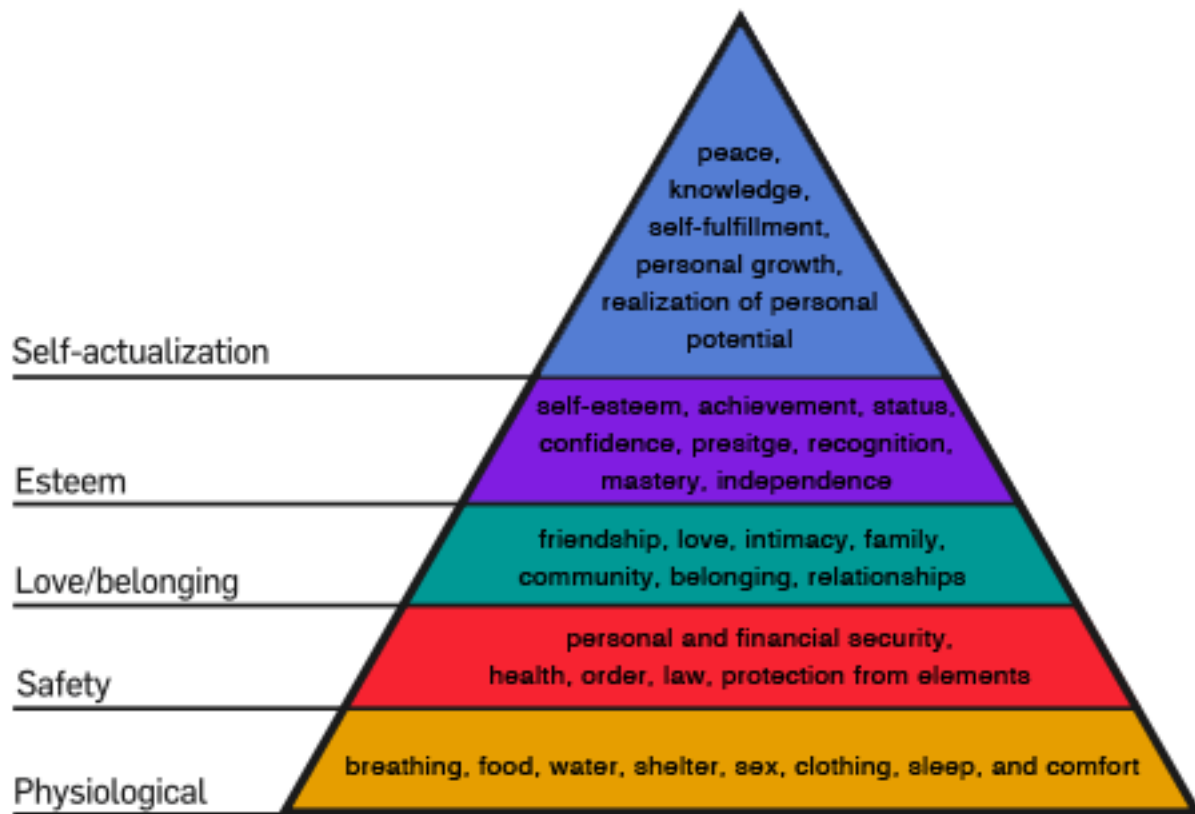 peace,
knowledge,
self-fulfillment,
personal growth,
realization of personal
potential
Self-actualization
self-esteem, achievement, status,
confidence, presitge, recognition,
mastery, independence
Esteem
friendship, love, intimacy, family,
community, belonging, relationships
Love/belonging
personal and financial security,
health, order, law, protection from elements
Safety
breathing, food, water, shelter, sex, clothing, sleep, and comfort
Physiological